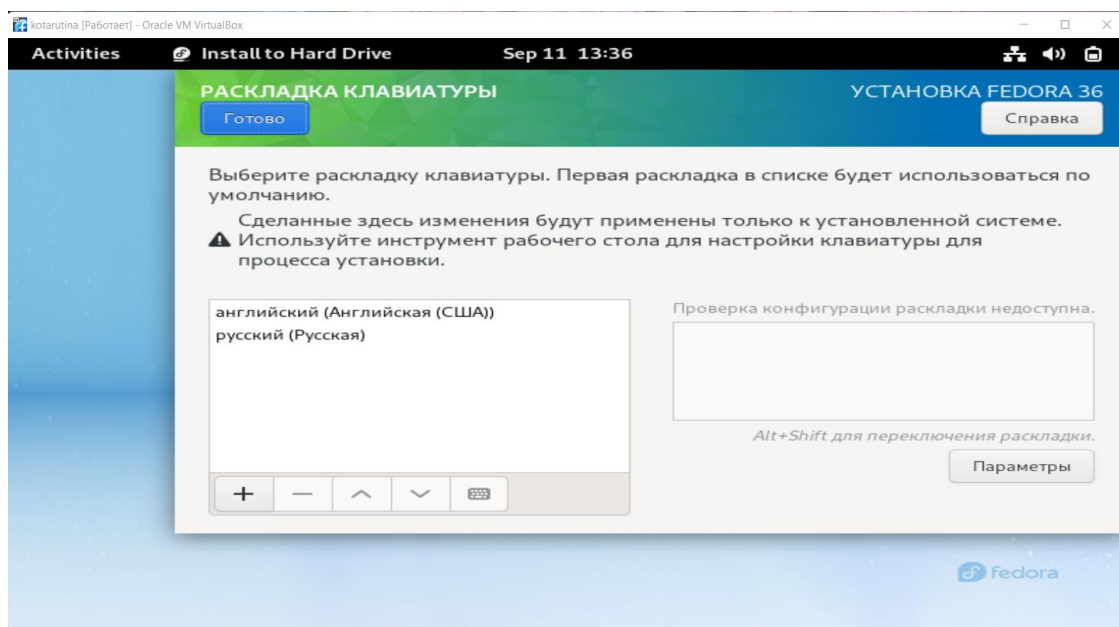 kotarutina [Работает] - Oracle VM VirtualBox
Activities Install to Hard Drive Sep 11 13:36
РАСКЛАДКА КЛАВИАТУРЫ
УСТАНОВКА FEDORA 36
Готово
Справка
Выберите раскладку клавиатуры. Первая раскладка в списке будет использоваться по
умолчанию.
Сделанные здесь изменения будут применены только к установленной системе.
Используйте инструмент рабочего стола для настройки клавиатуры для
процесса установки.
английский (Английская (США))
русский (Русская)
Проверка конфигурации раскладки недоступна.
Alt+Shift для переключения раскладки.
Параметры
fedora